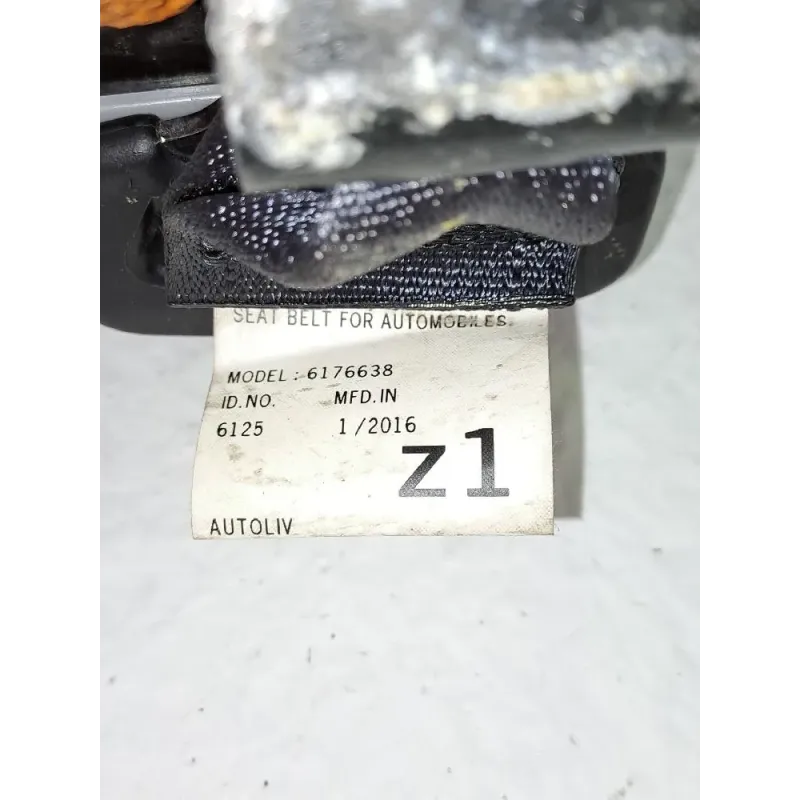 SEAT BELT FOR AUTOMOBILES.
MODEL : 6176638
ID.NO. MFD.IN
6125 1/2016
z1
AUTOLIV